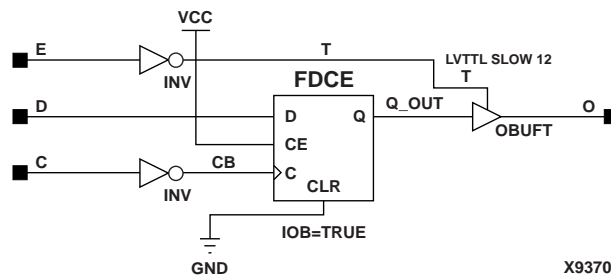 VCC
E
T
LVTTL SLOW 12
INV
FDCE
T
D
D
Q
Q_OUT
O
CE
OBUFT
C
CB
C
INV
CLR
IOB=TRUE
GND
X9370